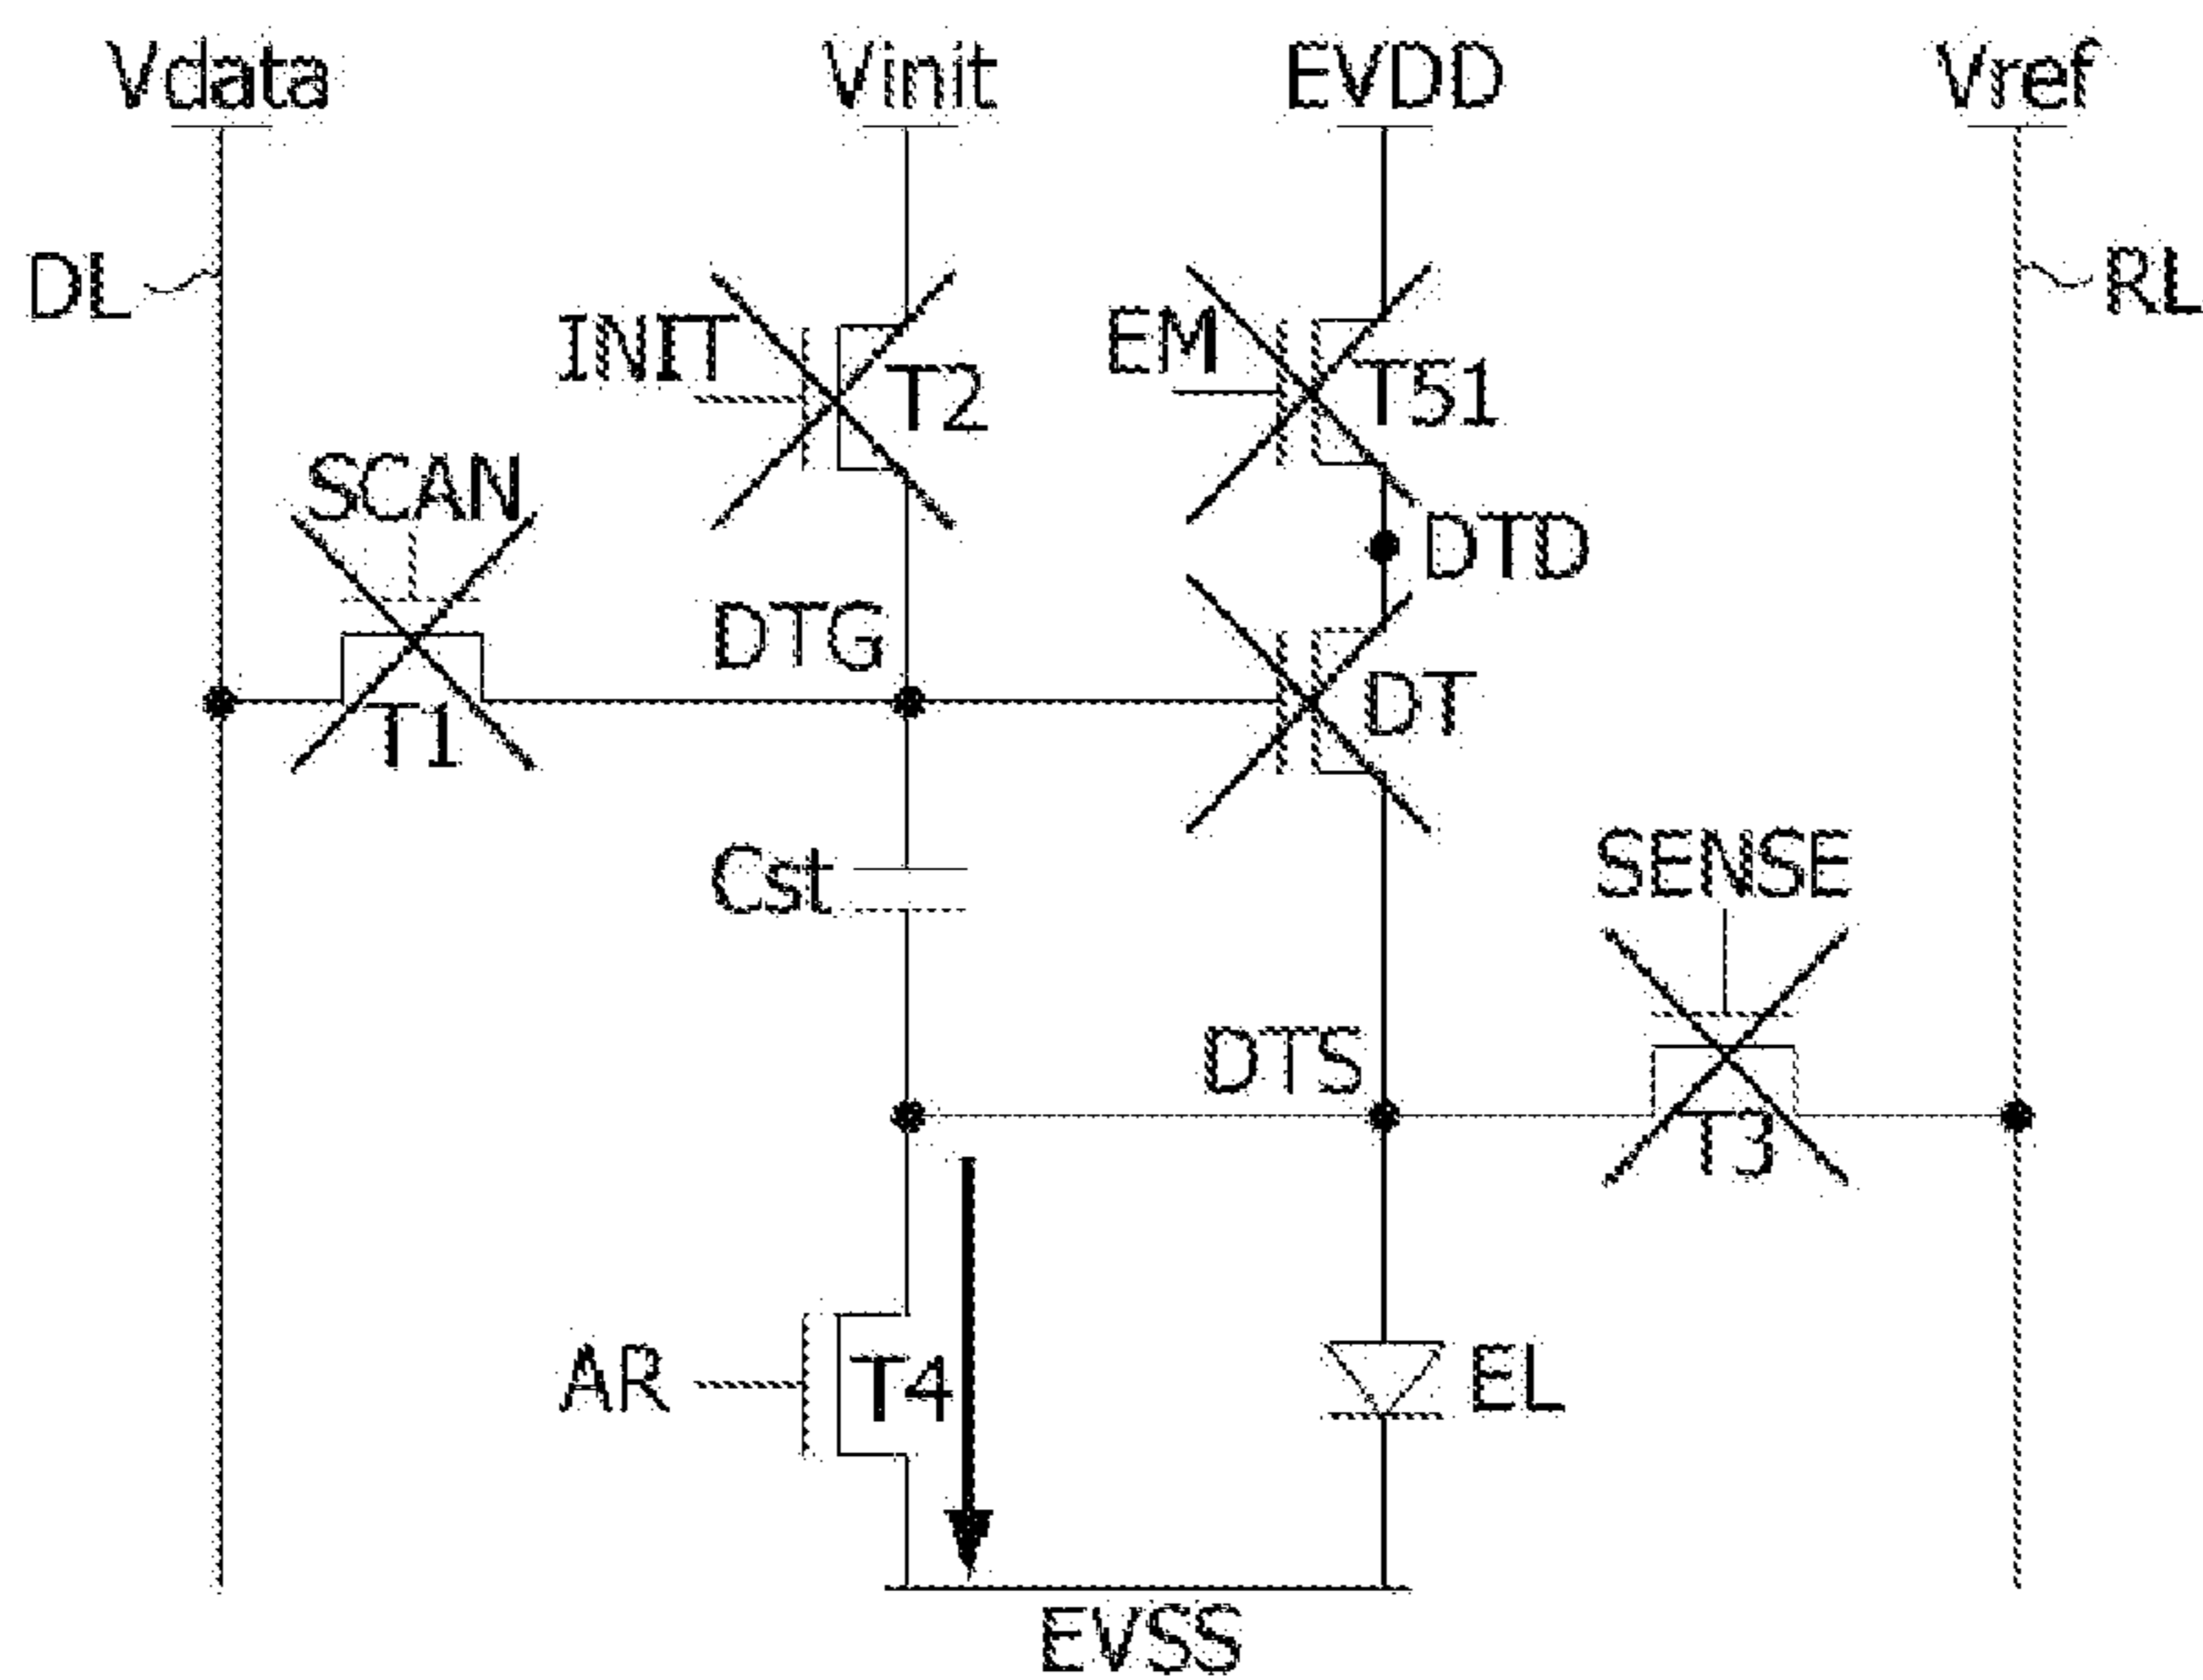 Vdata
Vinit
EVDD
Vref
DL
RL
INIT
T2
EM
T51
SCAN
T1
DTD
DTG
DT
Cst
SENSE
T3
DTS
AR
T4
EL
EVSS